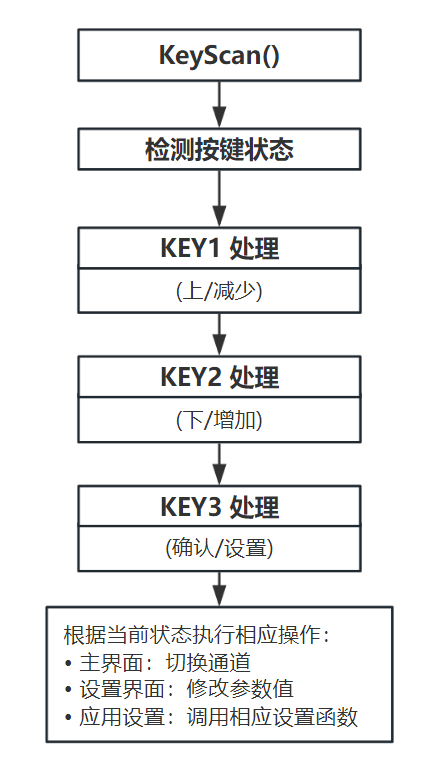 KeyScan()
检测按键状态
KEY1 处理
(上/减少)
KEY2 处理
(下/增加)
KEY3 处理
(确认/设置)
根据当前状态执行相应操作：
• 主界面：切换通道
• 设置界面：修改参数值
• 应用设置：调用相应设置函数